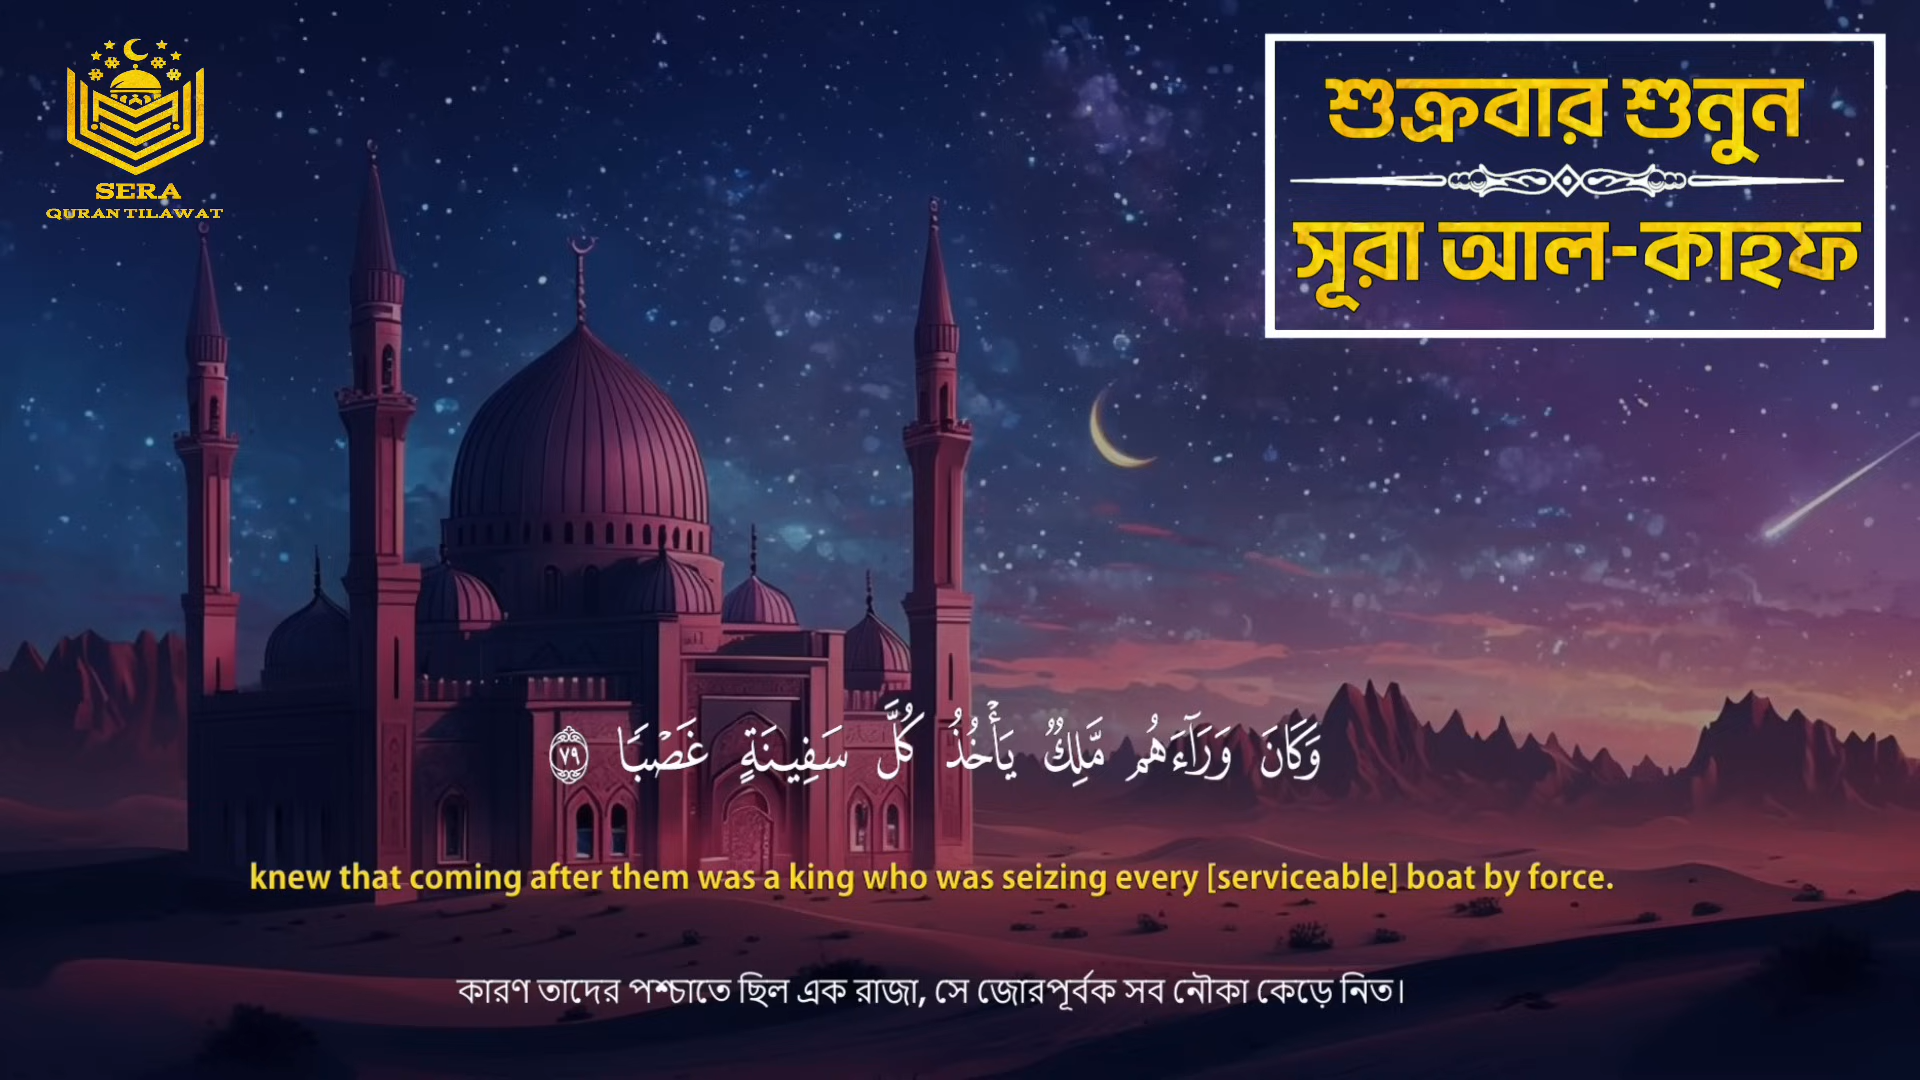 SERA
QURAN TILAWAT
শুক্রবার শুনুন
সূরা আল-কাহফ
وَكَانَ وَرَآءَهُم مَّلِكٌ يَأْخُذُ كُلَّ سَفِينَةٍ غَصْبًا ٧٩
knew that coming after them was a king who was seizing every [serviceable] boat by force.
কারণ তাদের পশ্চাতে ছিল এক রাজা, সে জোরপূর্বক সব নৌকা কেড়ে নিত।